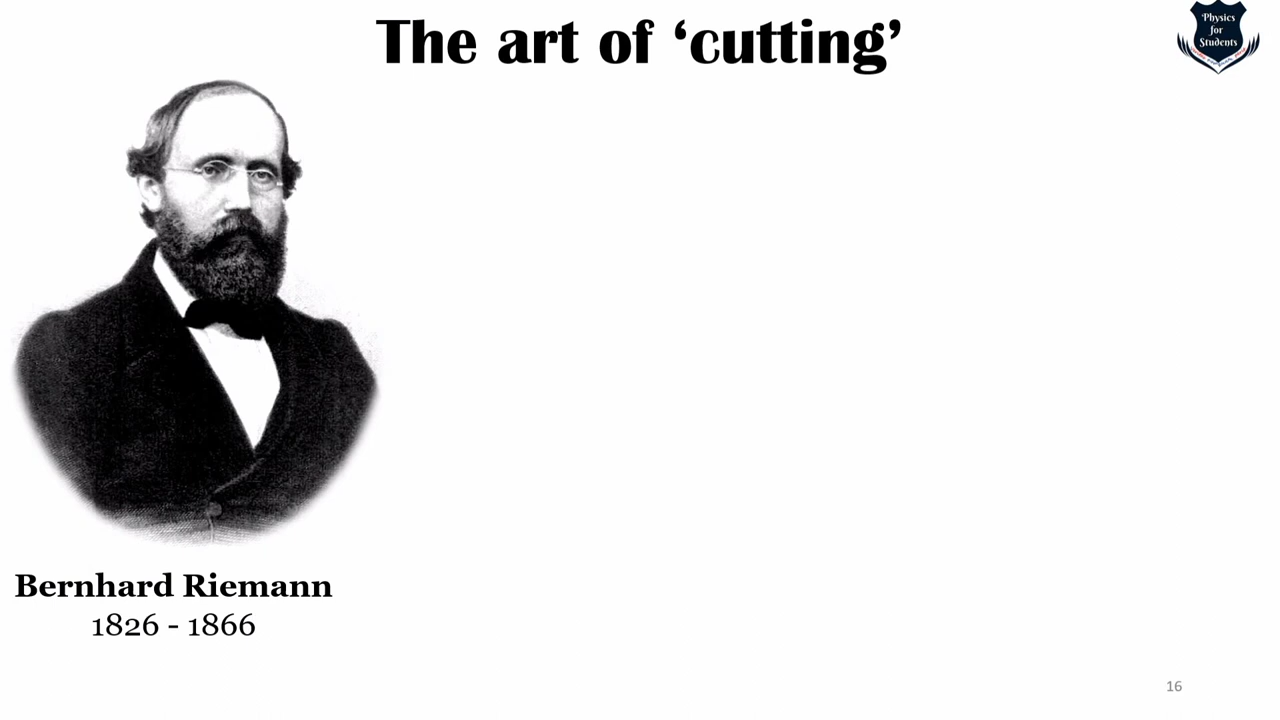 The art of ‘cutting’
Physics
for
Students
Bernhard Riemann
1826 - 1866
16